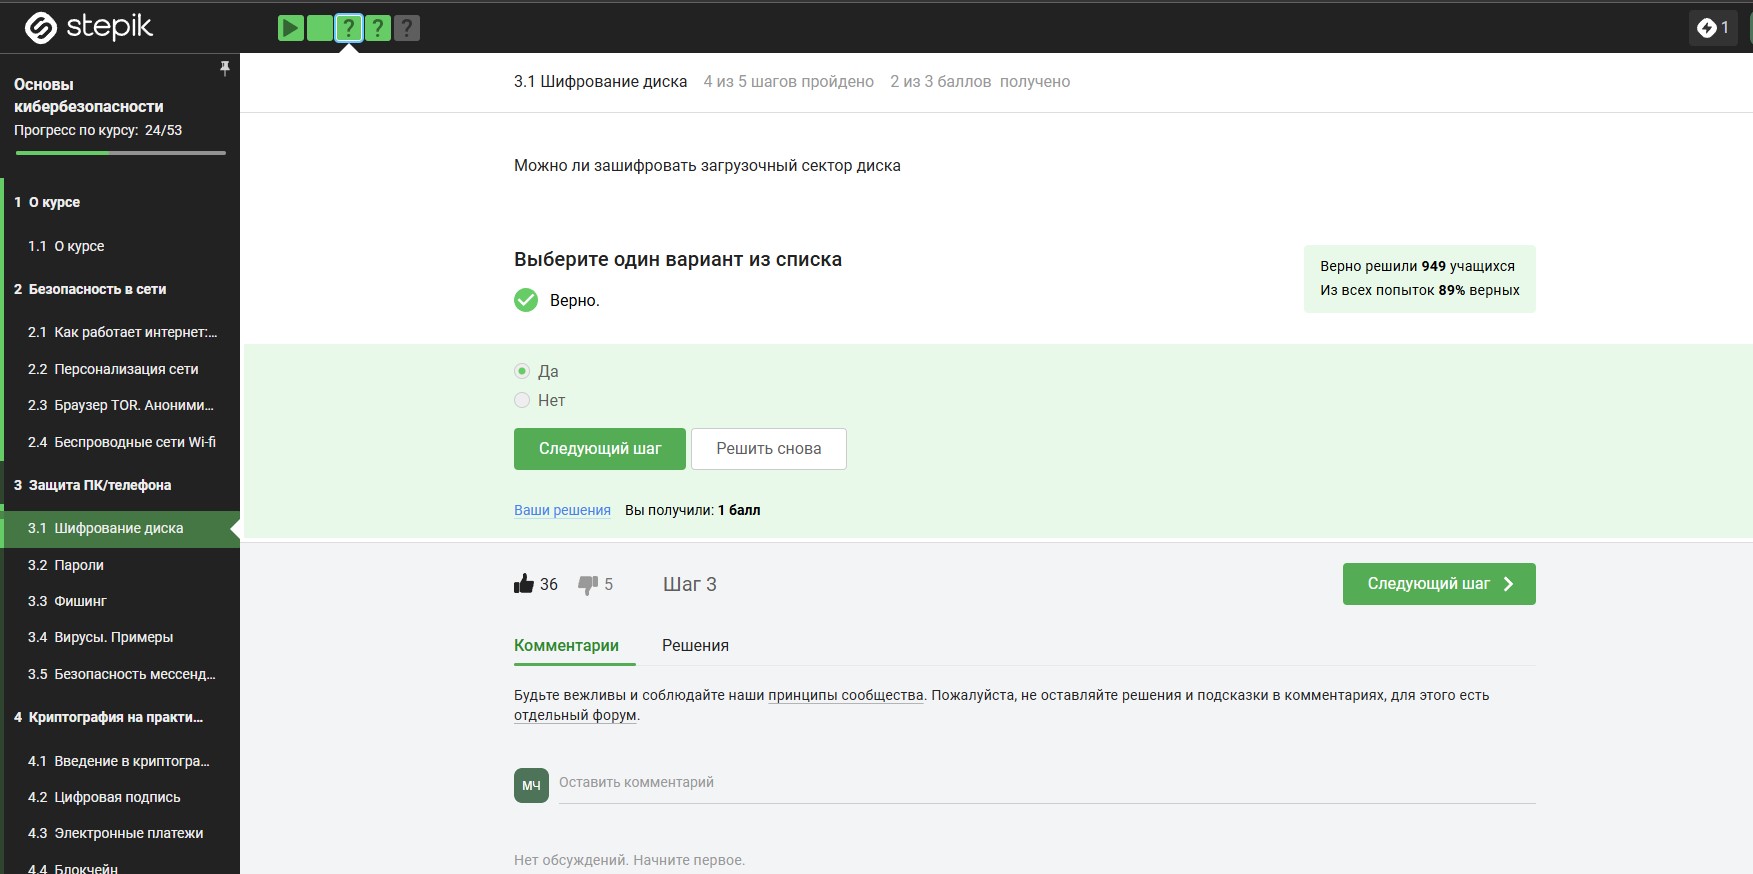 stepik
?
?
?
1
Основы
кибербезопасности
Прогресс по курсу: 24/53
1 О курсе
1.1 О курсе
2 Безопасность в сети
2.1 Как работает интернет:...
2.2 Персонализация сети
2.3 Браузер TOR. Аноними...
2.4 Беспроводные сети Wi-fi
3 Защита ПК/телефона
3.1 Шифрование диска
3.2 Пароли
3.3 Фишинг
3.4 Вирусы. Примеры
3.5 Безопасность мессенд...
4 Криптография на практи...
4.1 Введение в криптогра...
4.2 Цифровая подпись
4.3 Электронные платежи
4.4 Блокчейн
3.1 Шифрование диска 4 из 5 шагов пройдено 2 из 3 баллов получено
Можно ли зашифровать загрузочный сектор диска
Выберите один вариант из списка
Верно.
Верно решили 949 учащихся
Из всех попыток 89% верных
Да
Нет
Следующий шаг
Решить снова
Ваши решения Вы получили: 1 балл
36 5 Шаг 3
Следующий шаг
Комментарии Решения
Будьте вежливы и соблюдайте наши принципы сообщества. Пожалуйста, не оставляйте решения и подсказки в комментариях, для этого есть
отдельный форум.
МЧ
Оставить комментарий
Нет обсуждений. Начните первое.